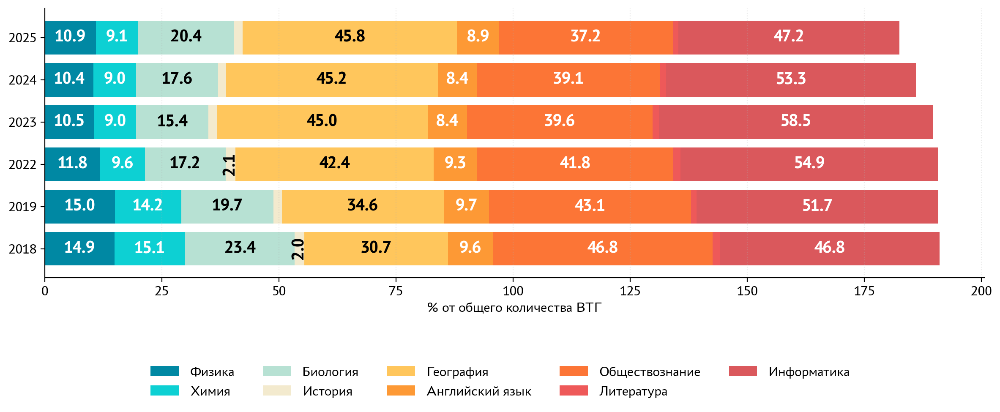 2025 10.9 9.1 20.4 45.8 8.9 37.2 47.2
2024 10.4 9.0 17.6 45.2 8.4 39.1 53.3
2023 10.5 9.0 15.4 45.0 8.4 39.6 58.5
2022 11.8 9.6 17.2 2.1 42.4 9.3 41.8 54.9
2019 15.0 14.2 19.7 34.6 9.7 43.1 51.7
2018 14.9 15.1 23.4 2.0 30.7 9.6 46.8 46.8
0 25 50 75 100 125 150 175 200
% от общего количества ВТГ
Физика Биология География Обществознание Информатика
Химия История Английский язык Литература